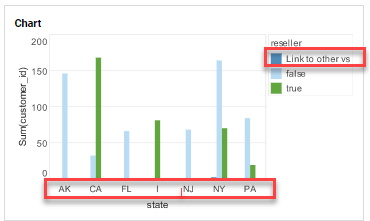 Chart
reseller
Link to other vs
false
true
Sum(customer_id)
200
150
100
50
0
AK CA FL I NJ NY PA
state